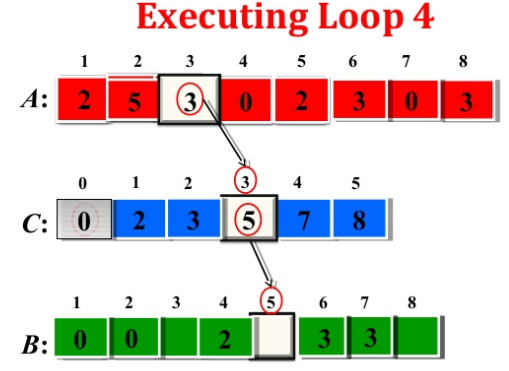 Executing Loop 4
1 2 3 4 5 6 7 8
A: 2 5 3 0 2 3 0 3
0 1 2 3 4 5
C: 0 2 3 5 7 8
1 2 3 4 5 6 7 8
B: 0 0 2 3 3